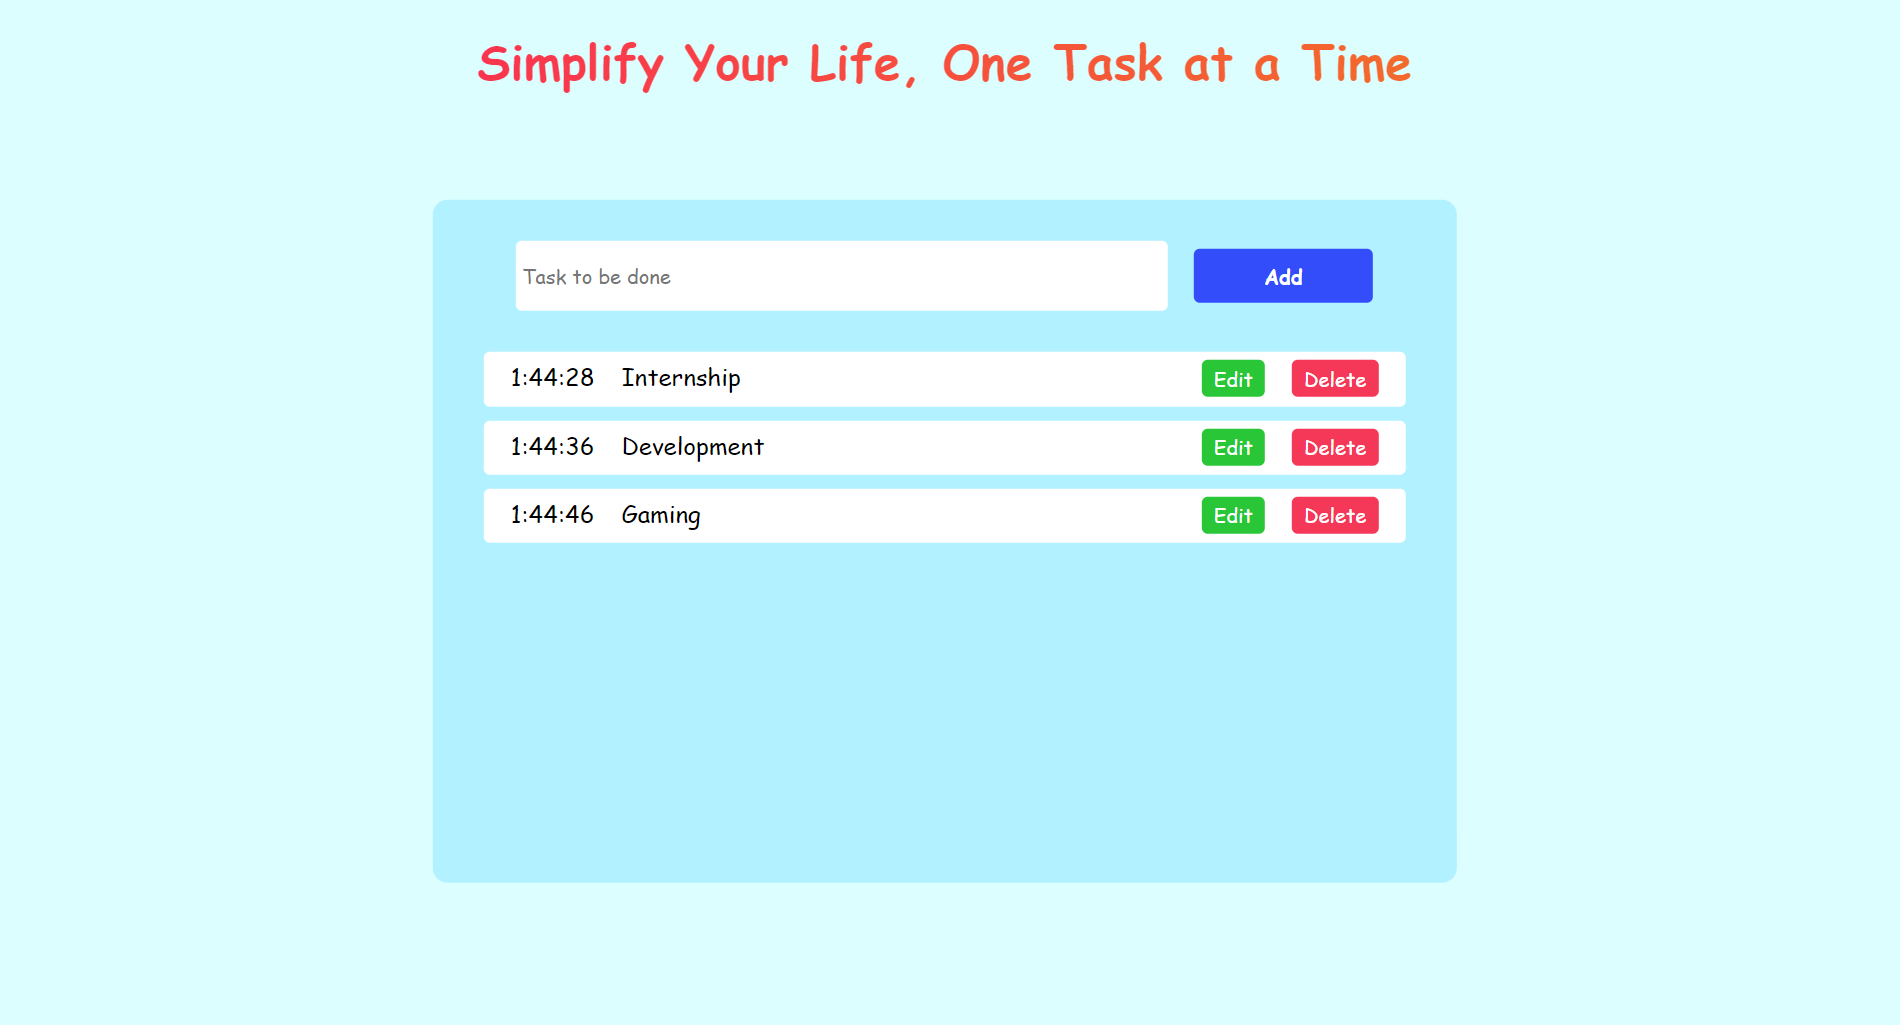 Simplify Your Life, One Task at a Time
Task to be done Add
1:44:28 Internship Edit Delete
1:44:36 Development Edit Delete
1:44:46 Gaming Edit Delete